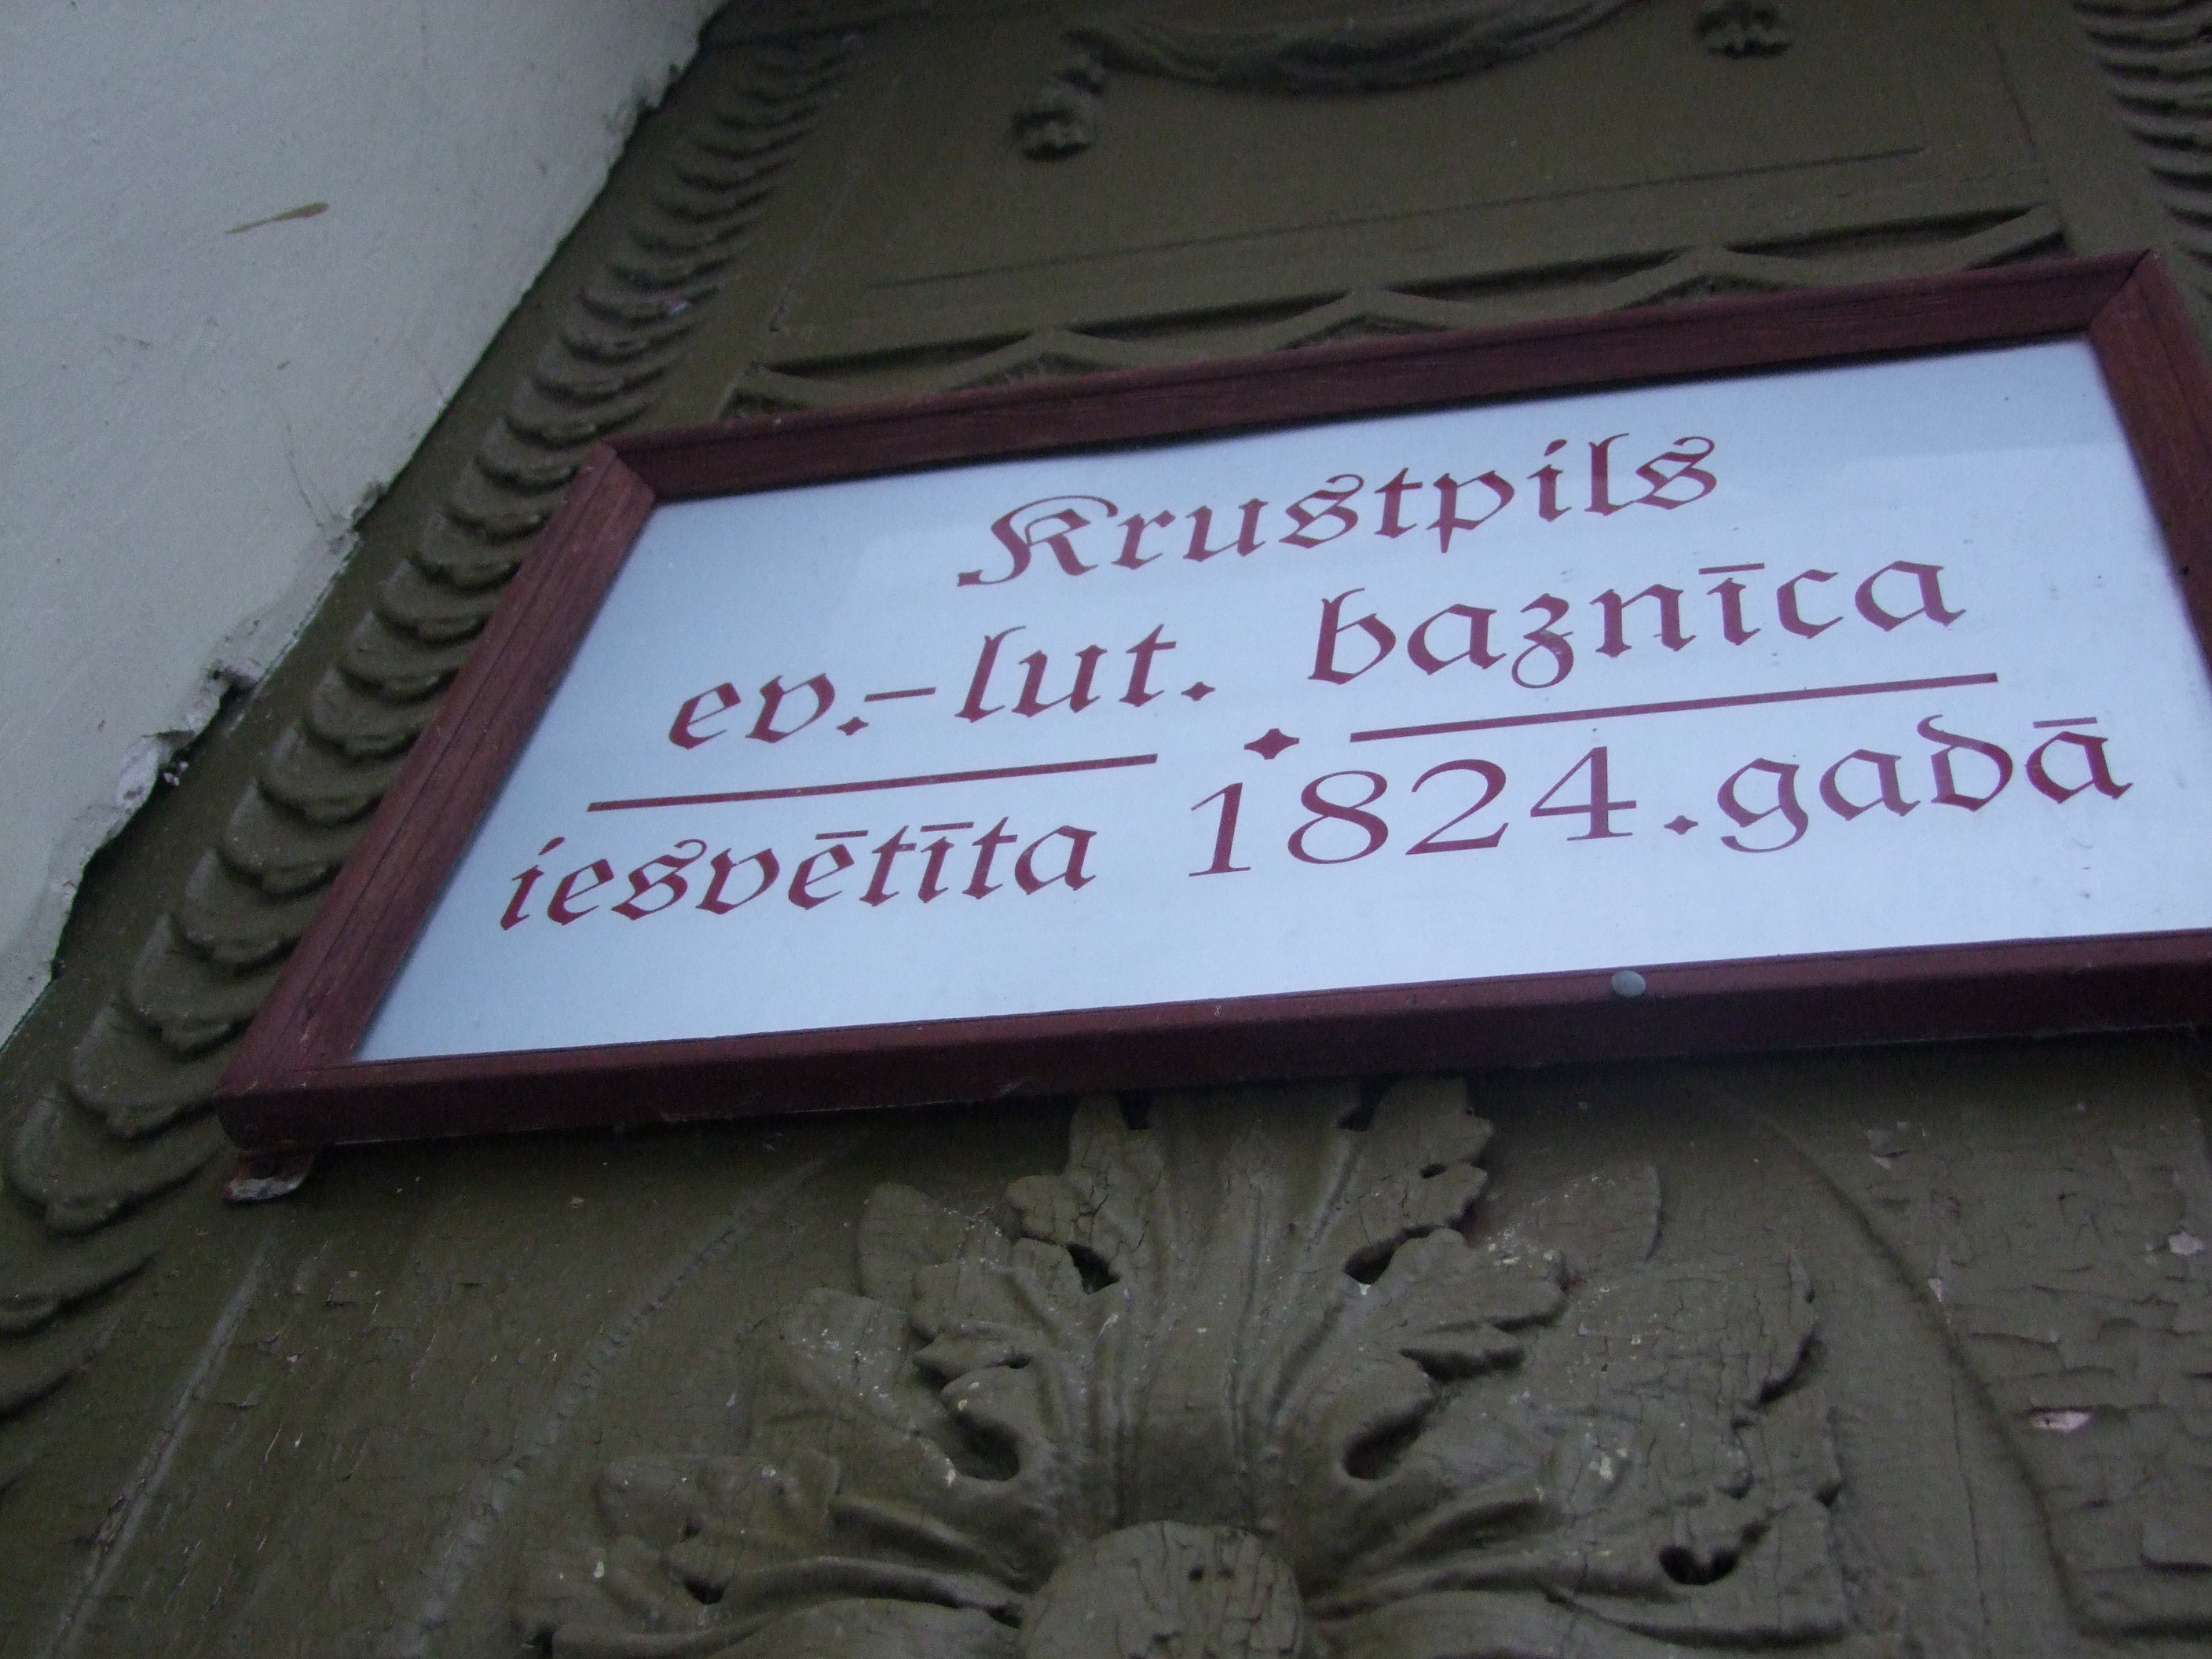 Krustpils
ev.-lut. baznīca
iesvētīta 1824.gadā